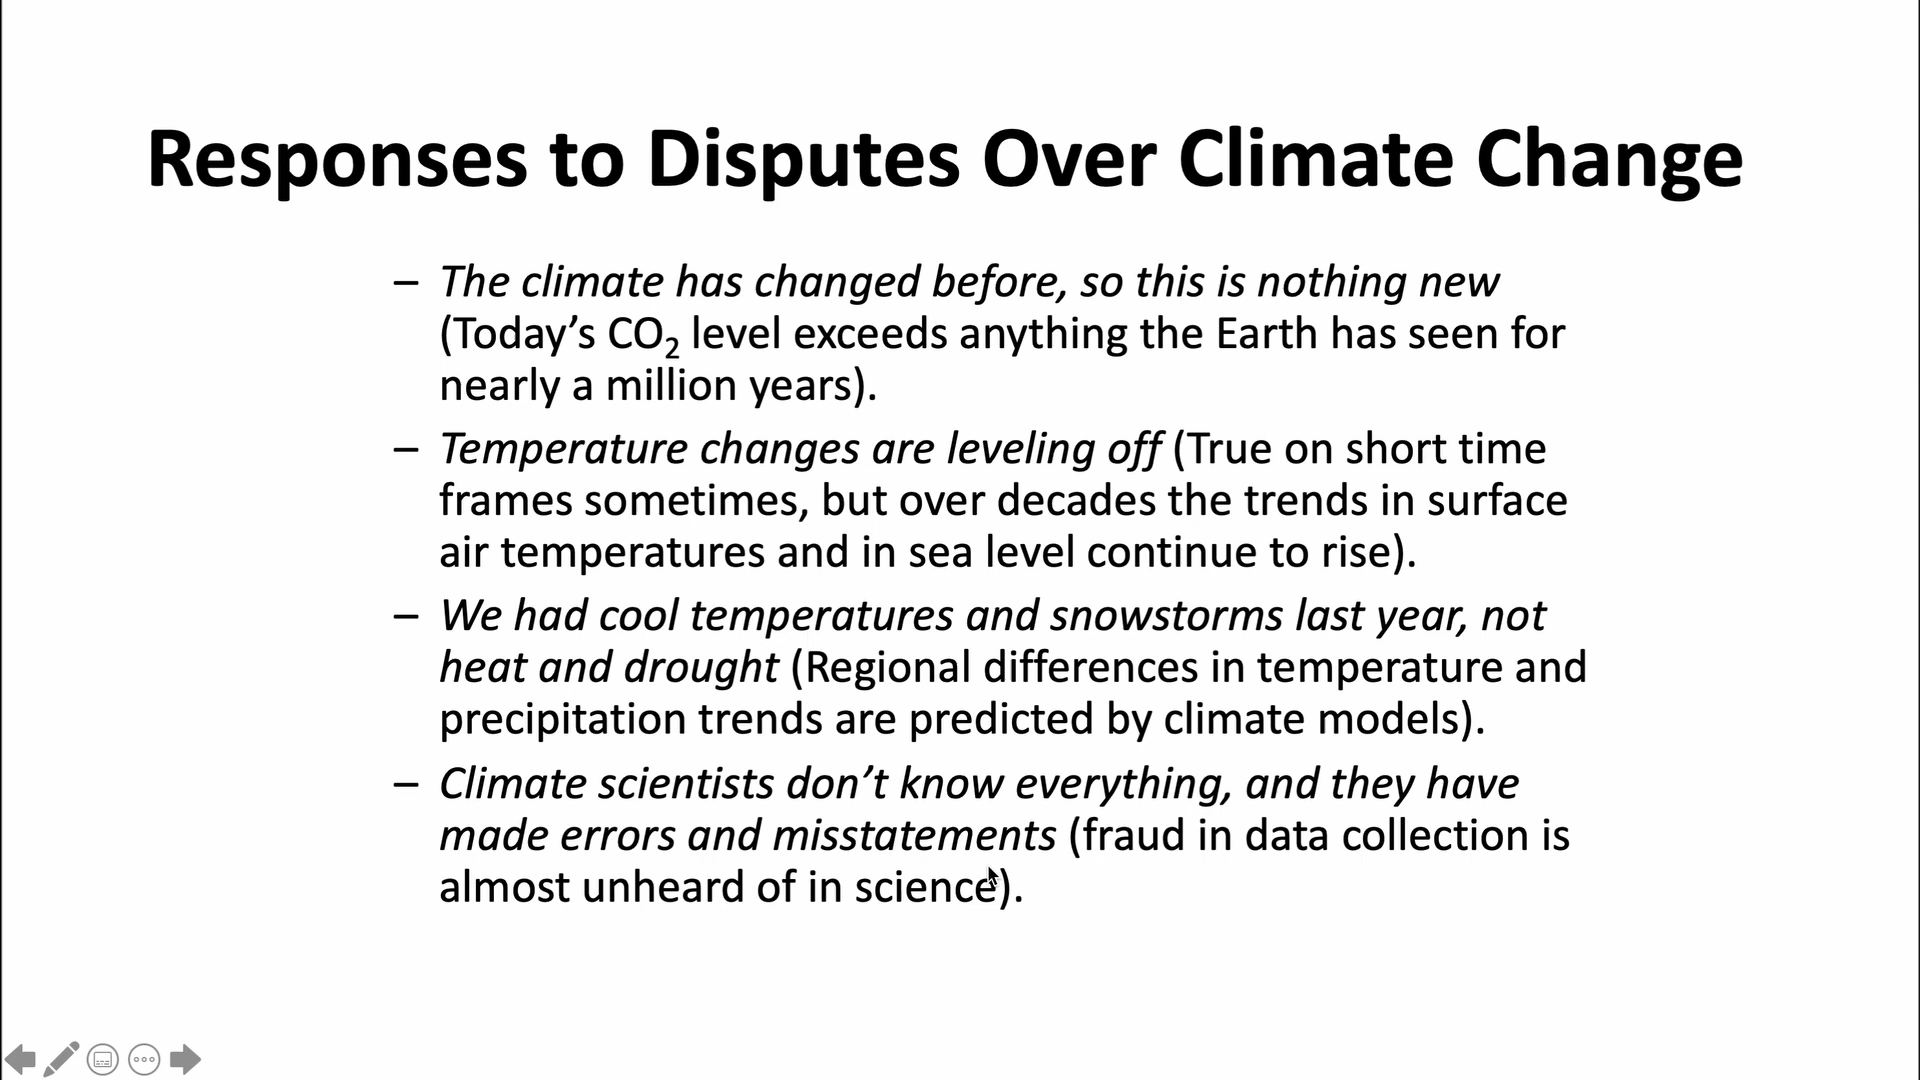 Responses to Disputes Over Climate Change
– The climate has changed before, so this is nothing new
(Today’s CO₂ level exceeds anything the Earth has seen for
nearly a million years).
– Temperature changes are leveling off (True on short time
frames sometimes, but over decades the trends in surface
air temperatures and in sea level continue to rise).
– We had cool temperatures and snowstorms last year, not
heat and drought (Regional differences in temperature and
precipitation trends are predicted by climate models).
– Climate scientists don’t know everything, and they have
made errors and misstatements (fraud in data collection is
almost unheard of in science).